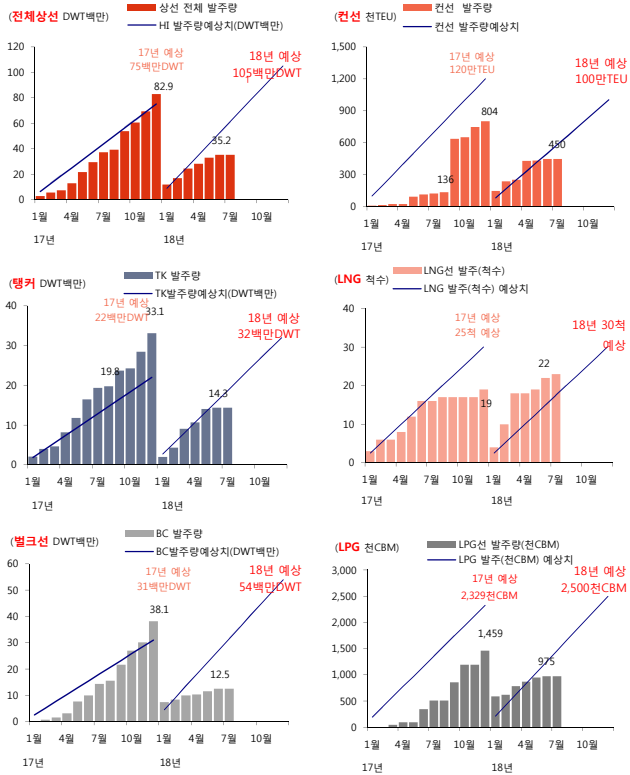 (전체상선 DWT백만)
상선 전체 발주량
HI 발주량예상치(DWT백만)
17년 예상
75백만DWT
18년 예상
105백만DWT
82.9
35.2
120
100
80
60
40
20
0
1월 4월 7월 10월 1월 4월 7월 10월
17년 18년
(컨선 천TEU)
컨선 발주량
컨선 발주량예상치
17년 예상
120만TEU
18년 예상
100만TEU
804
450
136
1,500
1,200
900
600
300
0
1월 4월 7월 10월 1월 4월 7월 10월
17년 18년
(탱커 DWT백만)
TK 발주량
TK발주량예상치(DWT백만)
17년 예상
22백만DWT
18년 예상
32백만DWT
33.1
19.8
14.3
40
30
20
10
0
1월 4월 7월 10월 1월 4월 7월 10월
17년 18년
(LNG 척수)
LNG선 발주(척수)
LNG 발주(척수) 예상치
17년 예상
25척 예상
18년 30척
예상
22
19
40
30
20
10
0
1월 4월 7월 10월 1월 4월 7월 10월
17년 18년
(벌크선 DWT백만)
BC 발주량
BC발주량예상치(DWT백만)
17년 예상
31백만DWT
18년 예상
54백만DWT
38.1
12.5
60
50
40
30
20
10
0
1월 4월 7월 10월 1월 4월 7월 10월
17년 18년
(LPG 천CBM)
LPG선 발주량(천CBM)
LPG 발주(천CBM) 예상치
17년 예상
2,329천CBM
18년 예상
2,500천CBM
1,459
975
3,000
2,500
2,000
1,500
1,000
500
0
1월 4월 7월 10월 1월 4월 7월 10월
17년 18년